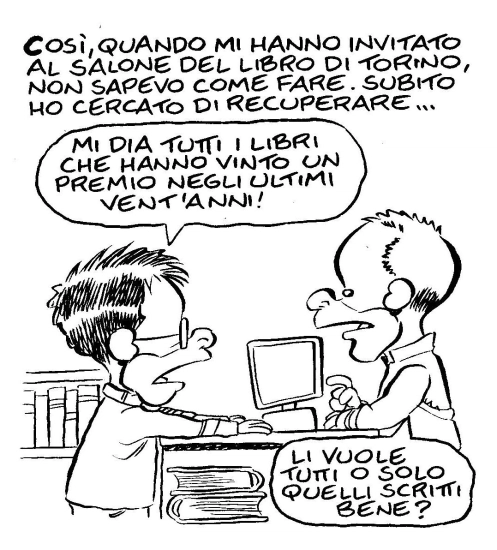 COSÌ, QUANDO MI HANNO INVITATO
AL SALONE DEL LIBRO DI TORINO,
NON SAPEVO COME FARE. SUBITO
HO CERCATO DI RECUPERARE...
MI DIA TUTTI I LIBRI
CHE HANNO VINTO UN
PREMIO NEGLI ULTIMI
VENT'ANNI!
LI VUOLE
TUTTI O SOLO
QUELLI SCRITTI
BENE?